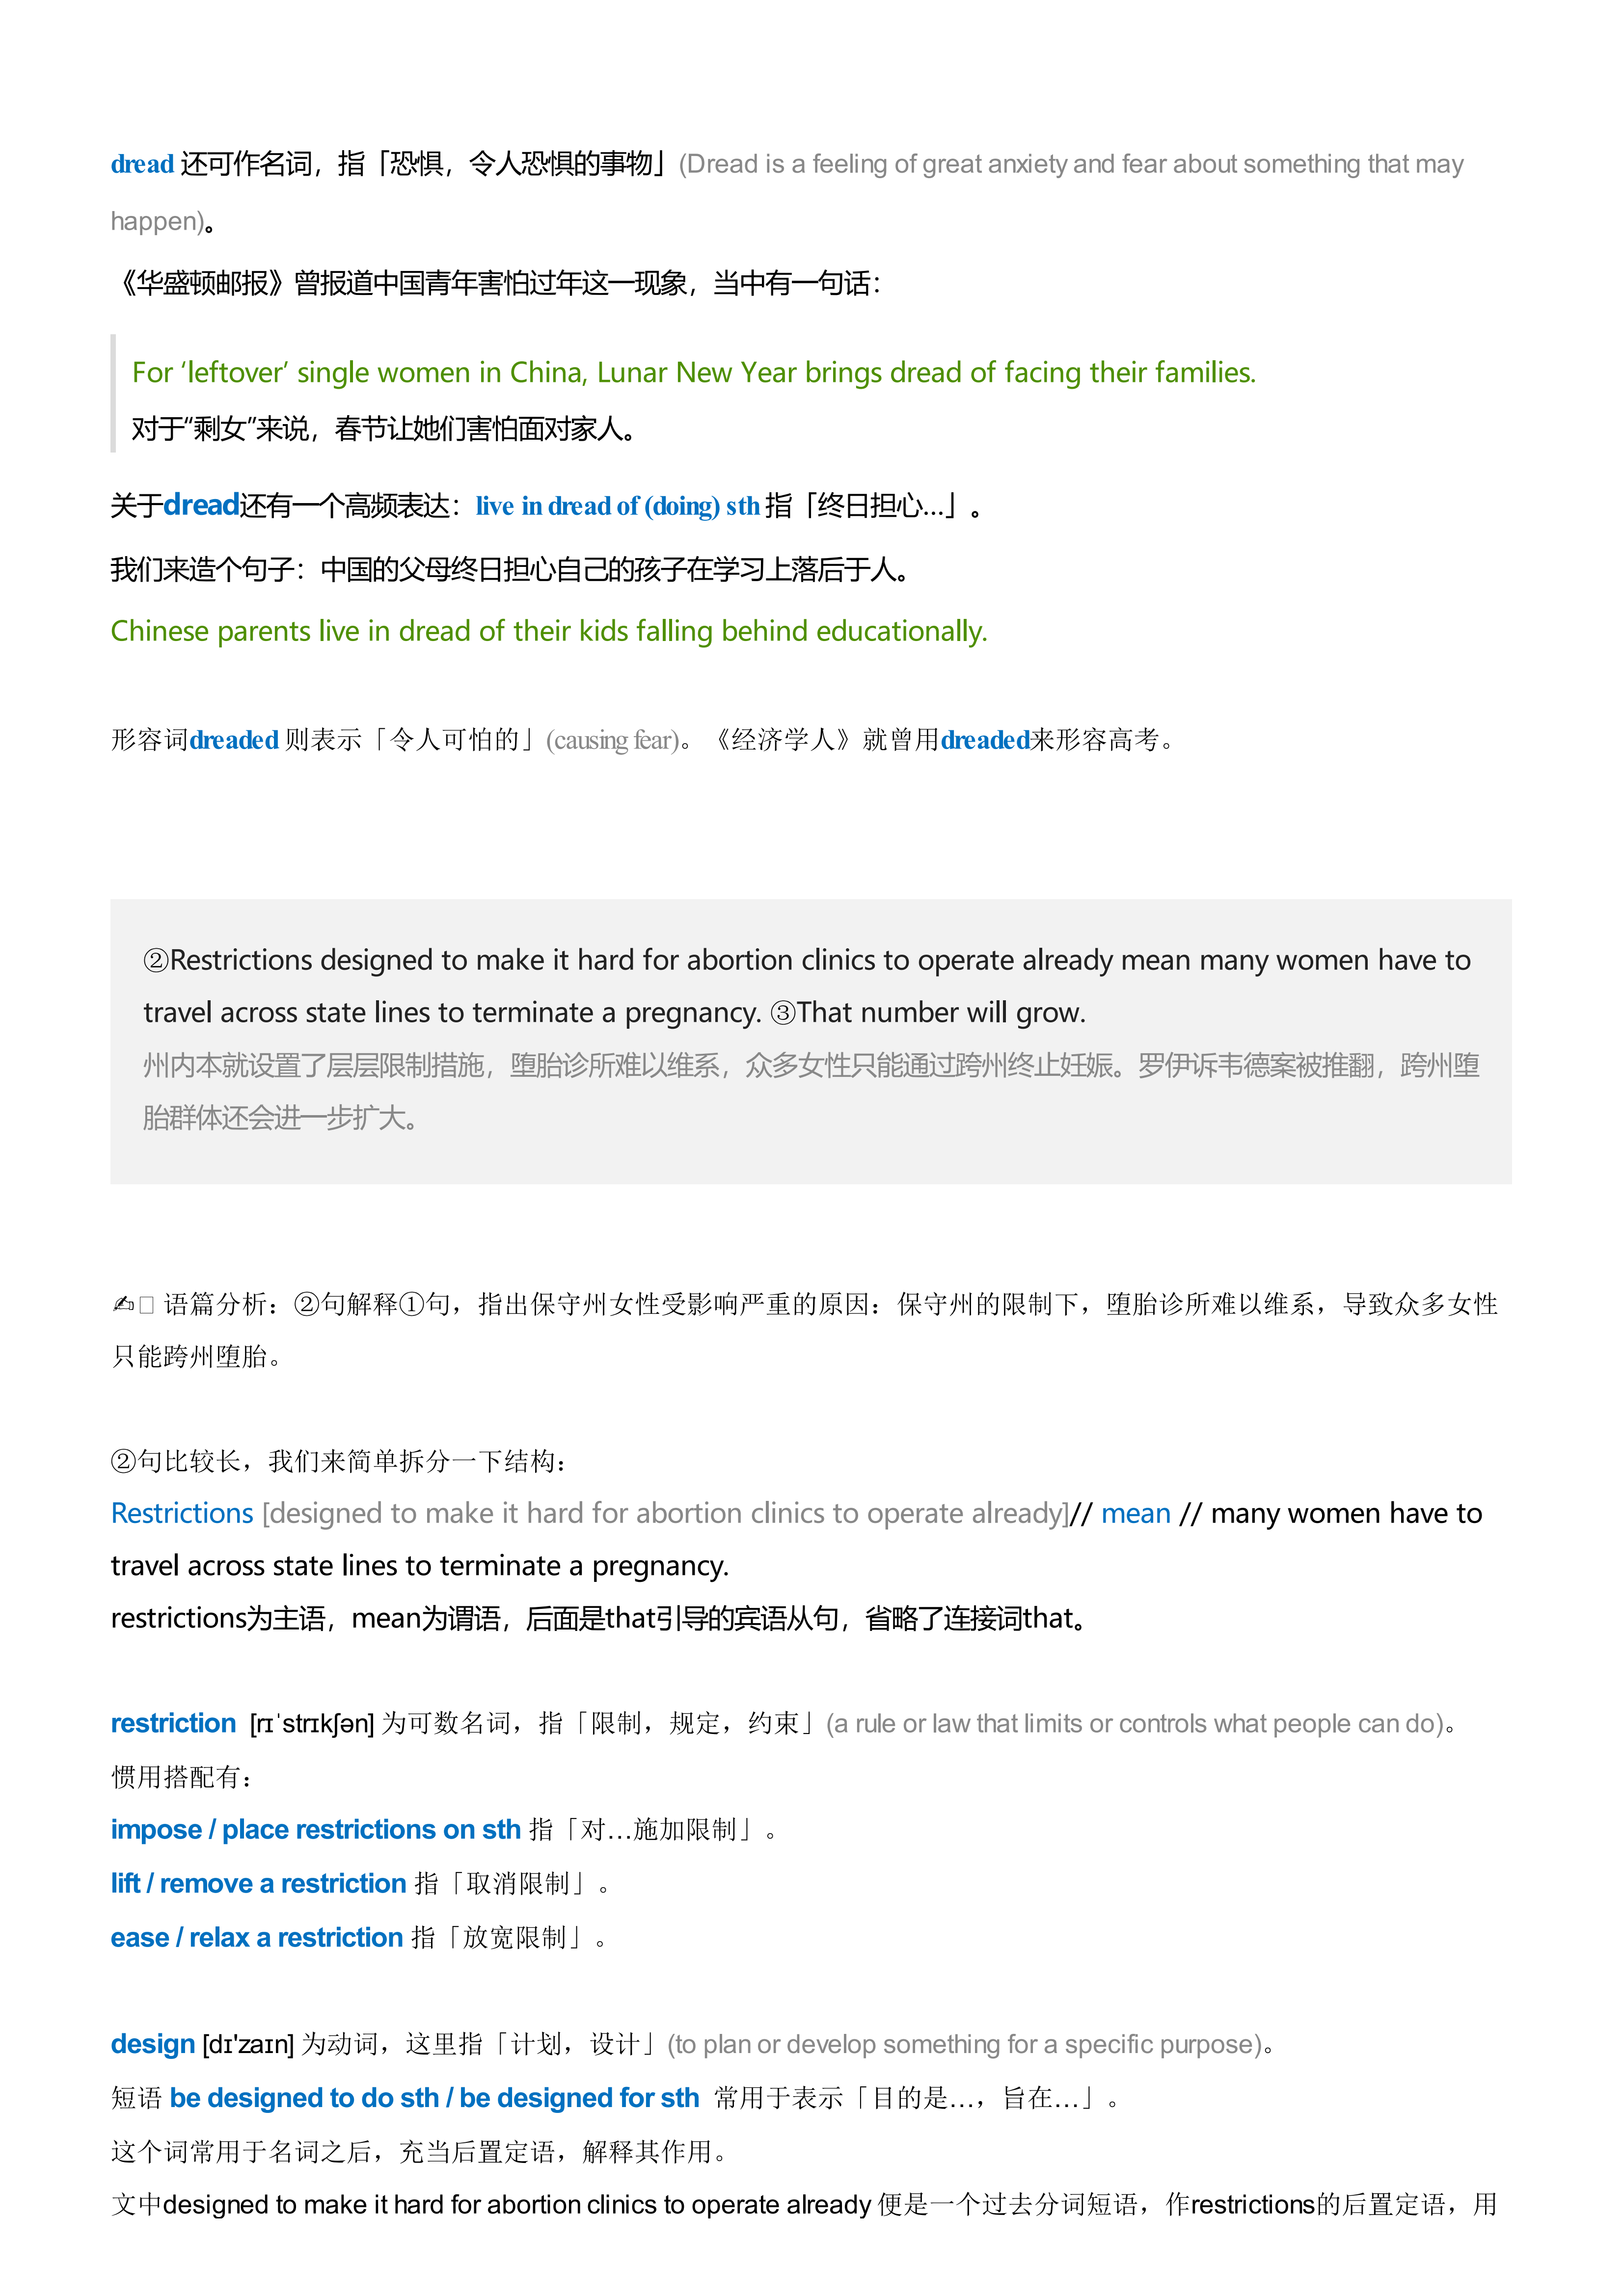 dread 还可作名词，指「恐惧，令人恐惧的事物」(Dread is a feeling of great anxiety and fear about something that may
happen)。
《华盛顿邮报》曾报道中国青年害怕过年这一现象，当中有一句话：
For ‘leftover’ single women in China, Lunar New Year brings dread of facing their families.
对于“剩女”来说，春节让她们害怕面对家人。
关于dread还有一个高频表达：live in dread of (doing) sth 指「终日担心…」。
我们来造个句子：中国的父母终日担心自己的孩子在学习上落后于人。
Chinese parents live in dread of their kids falling behind educationally.
形容词dreaded 则表示「令人可怕的」(causing fear)。《经济学人》就曾用dreaded来形容高考。
②Restrictions designed to make it hard for abortion clinics to operate already mean many women have to
travel across state lines to terminate a pregnancy. ③That number will grow.
州内本就设置了层层限制措施，堕胎诊所难以维系，众多女性只能通过跨州终止妊娠。罗伊诉韦德案被推翻，跨州堕
胎群体还会进一步扩大。
✍ 语篇分析：②句解释①句，指出保守州女性受影响严重的原因：保守州的限制下，堕胎诊所难以维系，导致众多女性
只能跨州堕胎。
②句比较长，我们来简单拆分一下结构：
Restrictions [designed to make it hard for abortion clinics to operate already]// mean // many women have to
travel across state lines to terminate a pregnancy.
restrictions为主语，mean为谓语，后面是that引导的宾语从句，省略了连接词that。
restriction [rɪˈstrɪkʃən] 为可数名词，指「限制，规定，约束」(a rule or law that limits or controls what people can do)。
惯用搭配有：
impose / place restrictions on sth 指「对…施加限制」。
lift / remove a restriction 指「取消限制」。
ease / relax a restriction 指「放宽限制」。
design [dɪ'zaɪn] 为动词，这里指「计划，设计」(to plan or develop something for a specific purpose)。
短语 be designed to do sth / be designed for sth 常用于表示「目的是…，旨在…」。
这个词常用于名词之后，充当后置定语，解释其作用。
文中designed to make it hard for abortion clinics to operate already 便是一个过去分词短语，作restrictions的后置定语，用